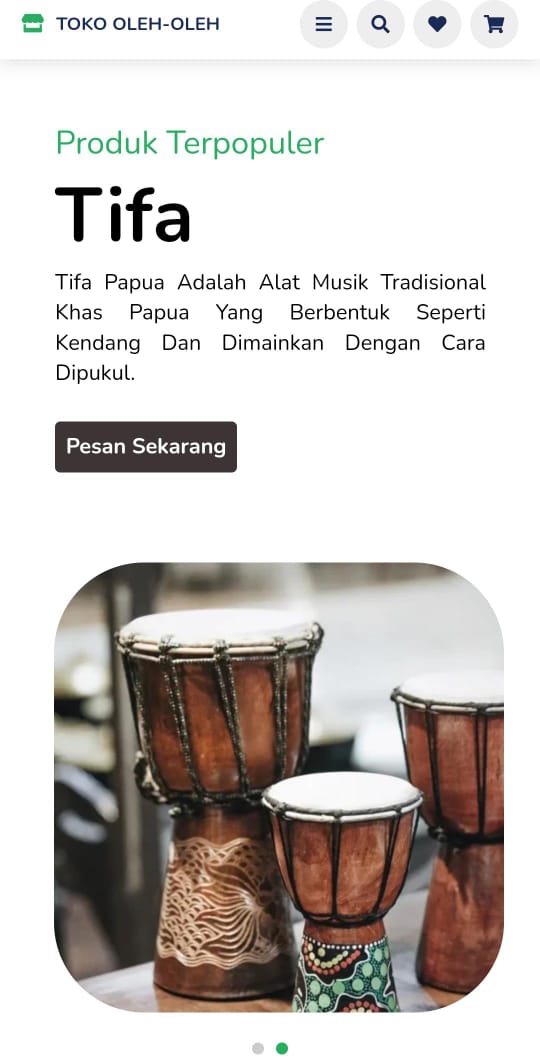 TOKO OLEH-OLEH
Produk Terpopuler
Tifa
Tifa Papua Adalah Alat Musik Tradisional
Khas Papua Yang Berbentuk Seperti
Kendang Dan Dimainkan Dengan Cara
Dipukul.
Pesan Sekarang